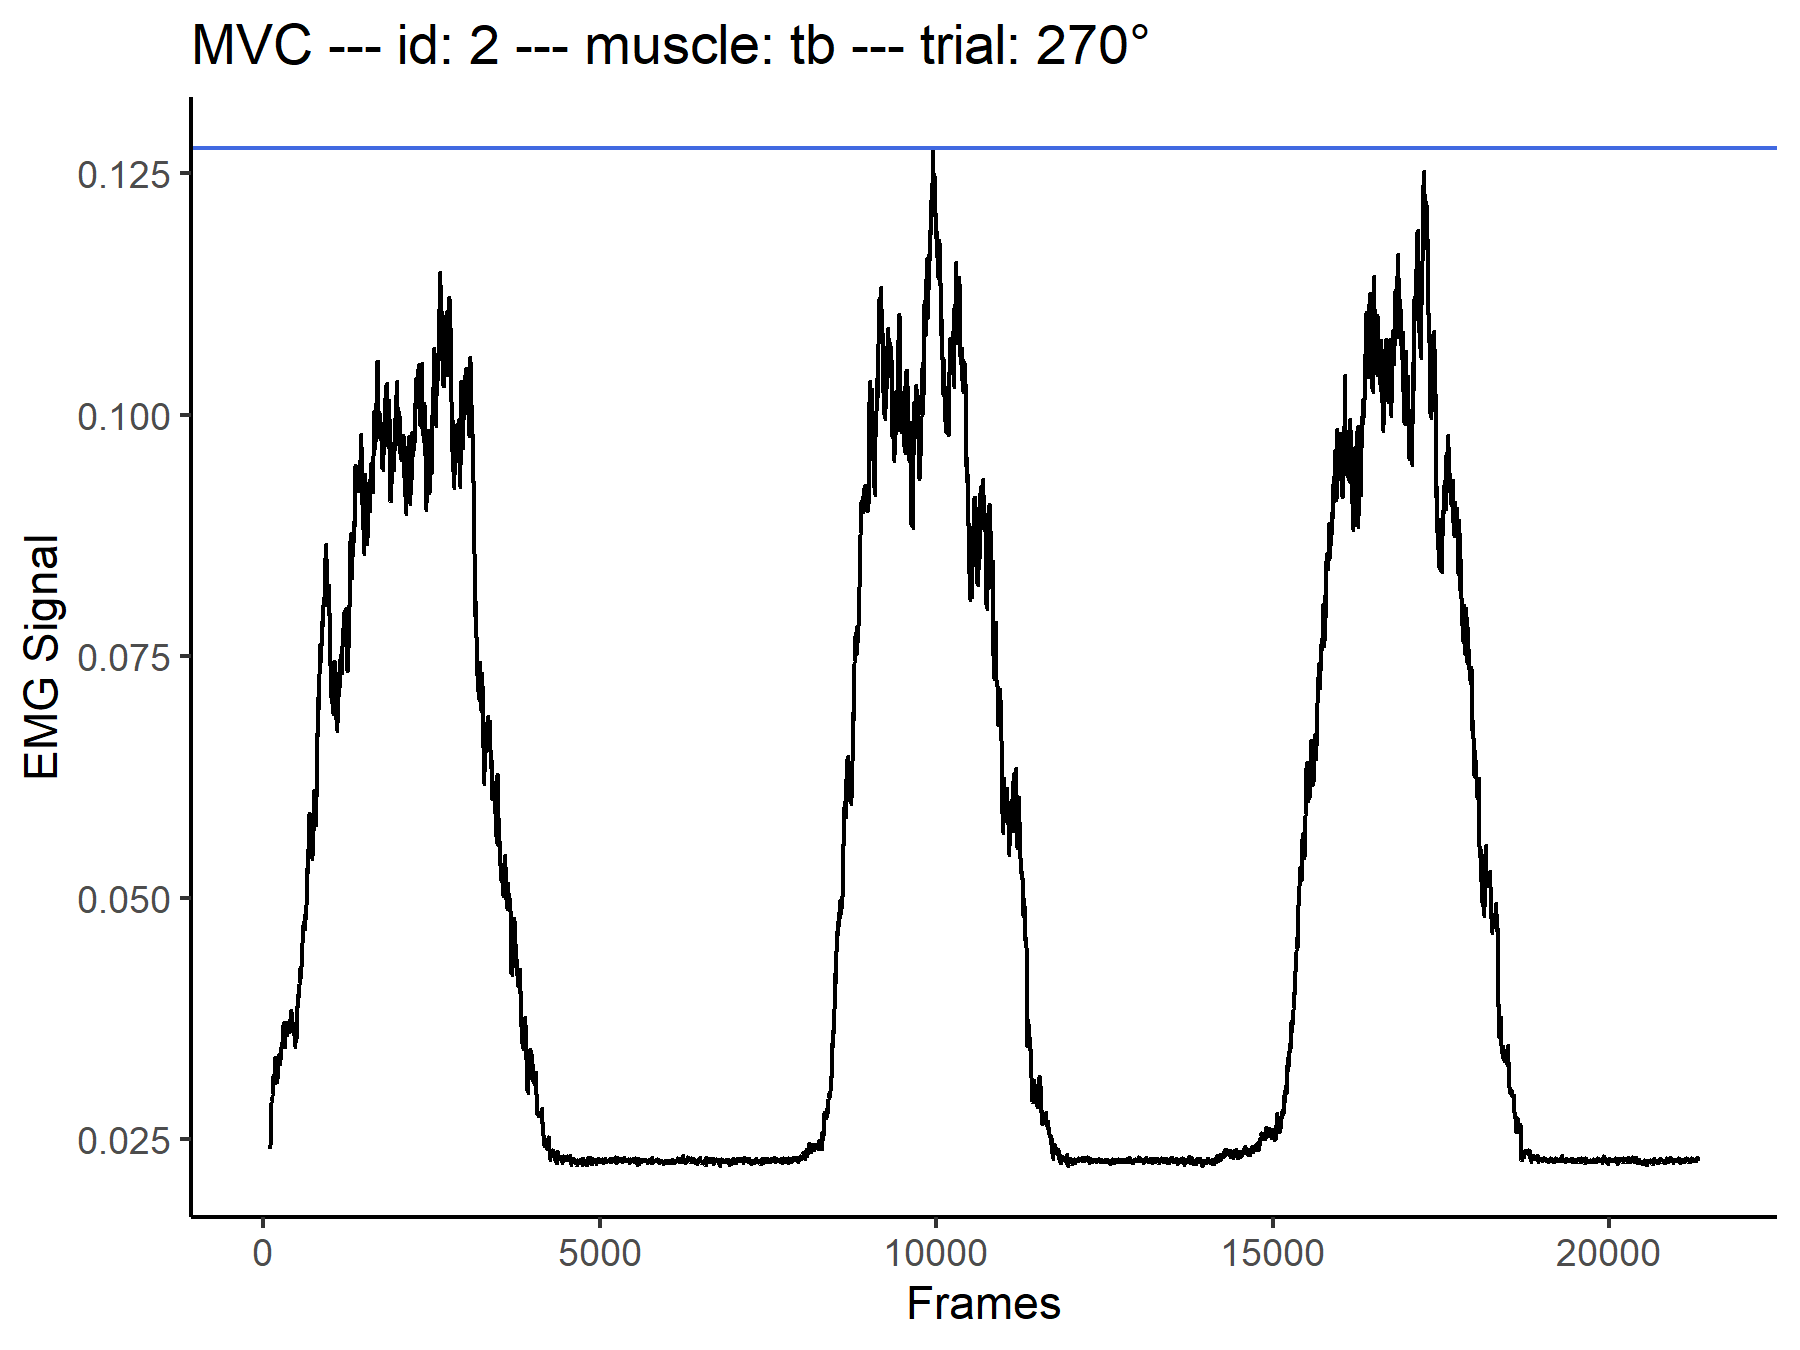 MVC --- id: 2 --- muscle: tb --- trial: 270°
0.125
0.100
0.075
0.050
0.025
EMG Signal
0 5000 10000 15000 20000
Frames